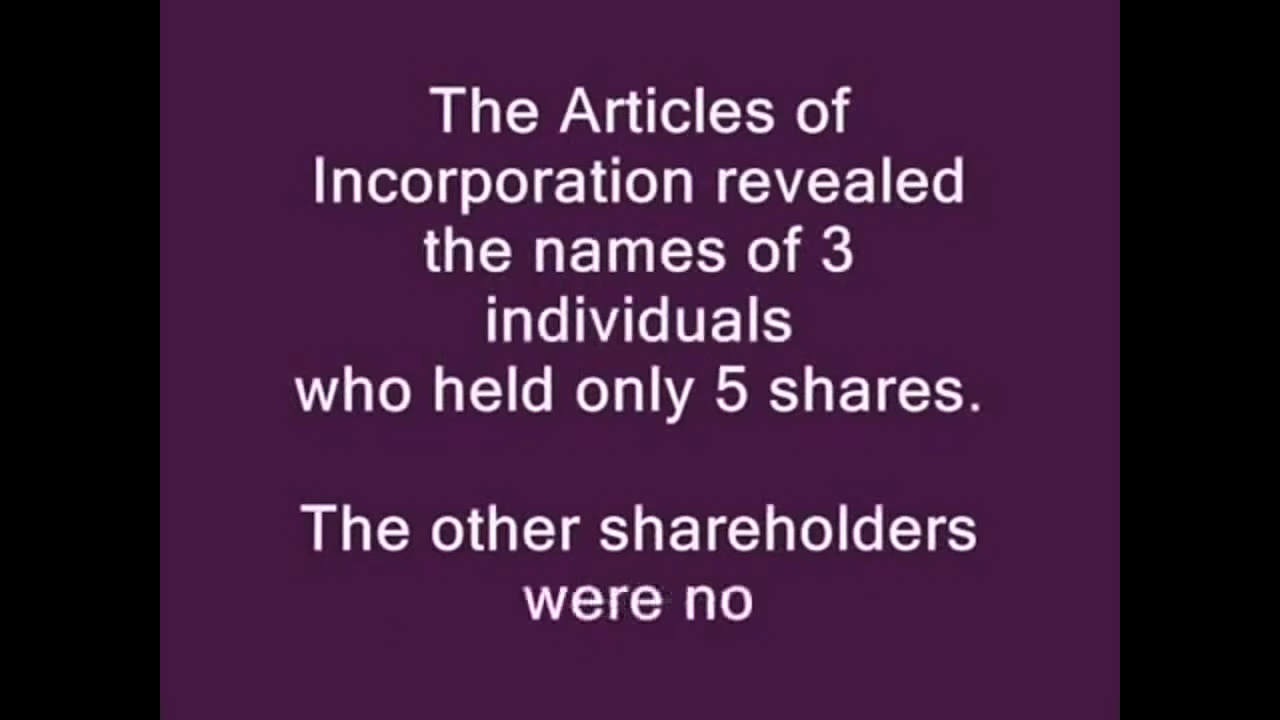 The Articles of
Incorporation revealed
the names of 3
individuals
who held only 5 shares.
The other shareholders
were no